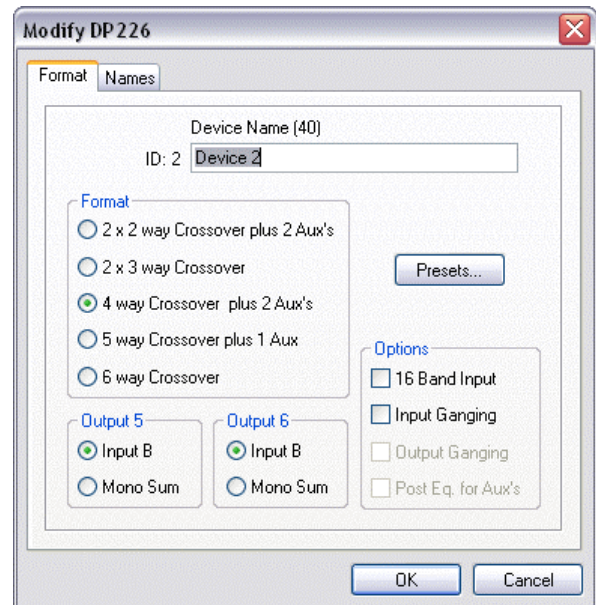 Modify DP226
Format Names
Device Name (40)
ID: 2 Device 2
Format
2 x 2 way Crossover plus 2 Aux's
2 x 3 way Crossover
4 way Crossover plus 2 Aux's
5 way Crossover plus 1 Aux
6 way Crossover
Presets...
Options
16 Band Input
Input Ganging
Output Ganging
Post Eq. for Aux's
Output 5
Input B
Mono Sum
Output 6
Input B
Mono Sum
OK Cancel